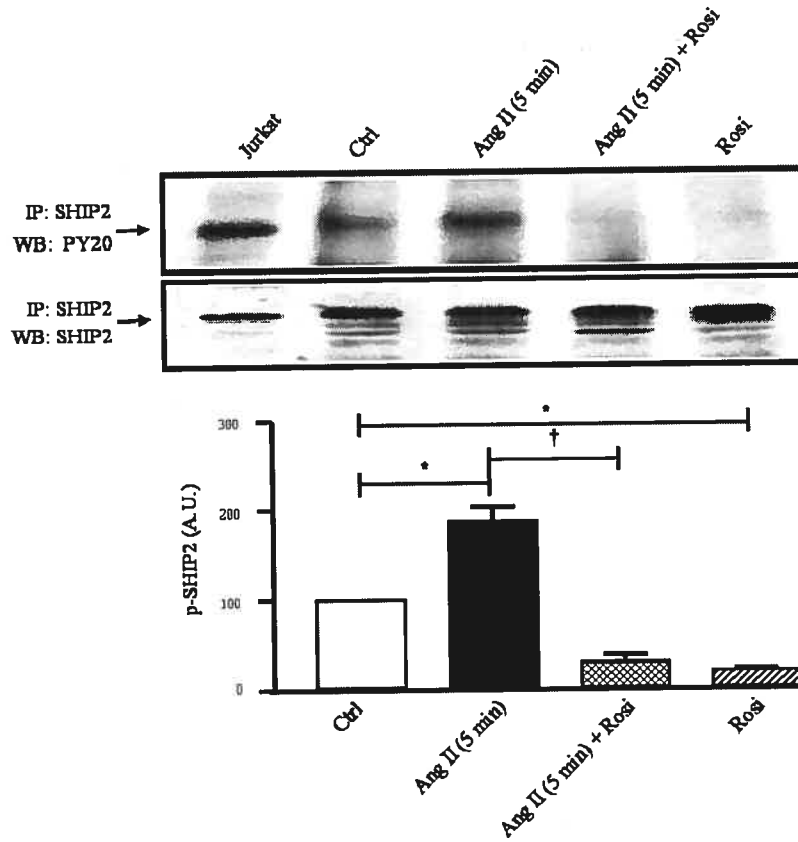 Jurkat
Ctrl
Ang II (5 min)
Ang II (5 min) + Rosi
Rosi
IP: SHIP2
WB: PY20
IP: SHIP2
WB: SHIP2
300
200
100
0
p-SHIP2 (A.U.)
*
†
*
Ctrl
Ang II (5 min)
Ang II (5 min) + Rosi
Rosi